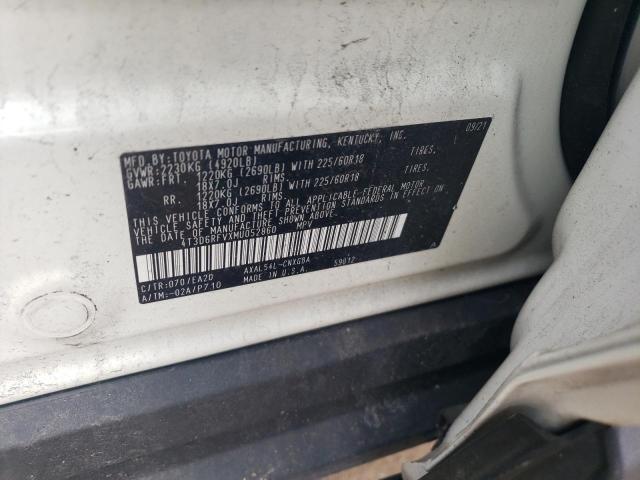 MFD. BY: TOYOTA MOTOR MANUFACTURING, KENTUCKY, INC. 09/21
GVWR: 2230KG (4920LB)
GAWR: FRT. 1220KG (2690LB) WITH 225/60R18 TIRES,
18X7.0J RIMS.
RR. 1220KG (2690LB) WITH 225/60R18 TIRES,
18X7.0J RIMS.
THIS VEHICLE CONFORMS TO ALL APPLICABLE FEDERAL MOTOR
VEHICLE SAFETY AND THEFT PREVENTION STANDARDS IN EFFECT ON
THE DATE OF MANUFACTURE SHOWN ABOVE.
4T3D6RFVXMU052860 MPV
C/TR: 070/EA20 AXAL54L-CNXGBA 59012
A/TM: -02A/P710 MADE IN U.S.A.